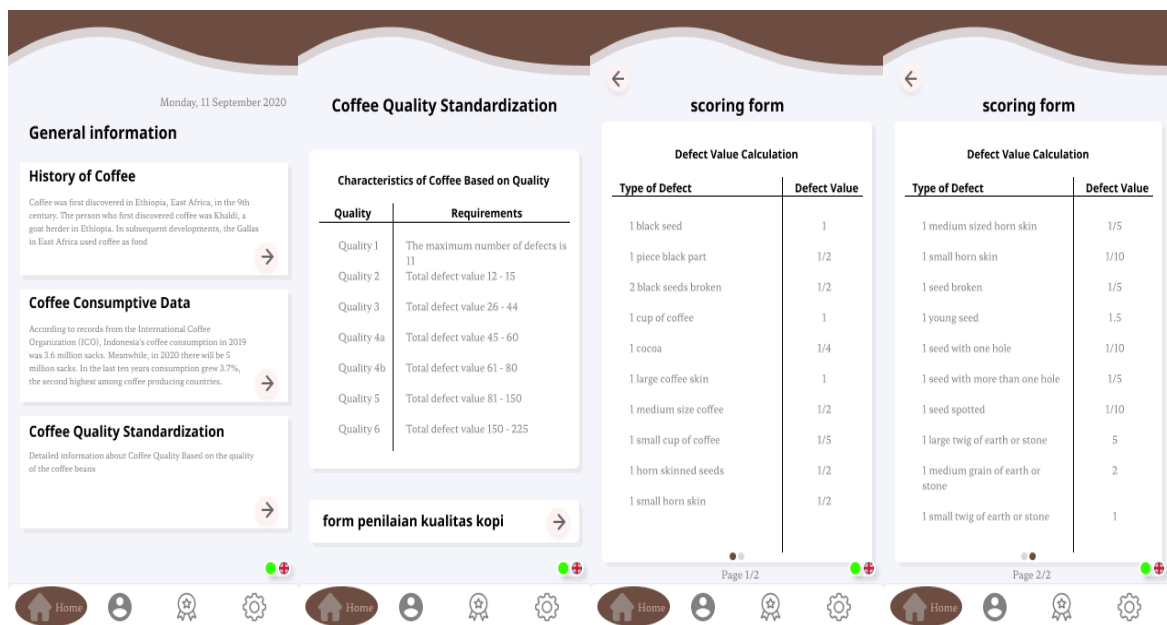 Monday, 11 September 2020
General information
History of Coffee
Coffee was first discovered in Ethiopia, East Africa, in the 9th
century. The person who first discovered coffee was Khaldi, a
goat herder in Ethiopia. In subsequent developments, the Gallas
in East Africa used coffee as food
Coffee Consumptive Data
According to records from the International Coffee
Organization (ICO), Indonesia's coffee consumption in 2019
was 3.6 million sacks. Meanwhile, in 2020 there will be 5
million sacks. In the last ten years consumption grew 3.7%,
the second highest among coffee producing countries.
Coffee Quality Standardization
Detailed information about Coffee Quality Based on the quality
of the coffee beans
Home
Coffee Quality Standardization
Characteristics of Coffee Based on Quality
Quality Requirements
Quality 1 The maximum number of defects is
11
Quality 2 Total defect value 12 - 15
Quality 3 Total defect value 26 - 44
Quality 4a Total defect value 45 - 60
Quality 4b Total defect value 61 - 80
Quality 5 Total defect value 81 - 150
Quality 6 Total defect value 150 - 225
form penilaian kualitas kopi
Home
scoring form
Defect Value Calculation
Type of Defect Defect Value
1 black seed 1
1 piece black part 1/2
2 black seeds broken 1/2
1 cup of coffee 1
1 cocoa 1/4
1 large coffee skin 1
1 medium size coffee 1/2
1 small cup of coffee 1/5
1 horn skinned seeds 1/2
1 small horn skin 1/2
Page 1/2
Home
scoring form
Defect Value Calculation
Type of Defect Defect Value
1 medium sized horn skin 1/5
1 small horn skin 1/10
1 seed broken 1/5
1 young seed 1.5
1 seed with one hole 1/10
1 seed with more than one hole 1/5
1 seed spotted 1/10
1 large twig of earth or stone 5
1 medium grain of earth or 2
stone
1 small twig of earth or stone 1
Page 2/2
Home